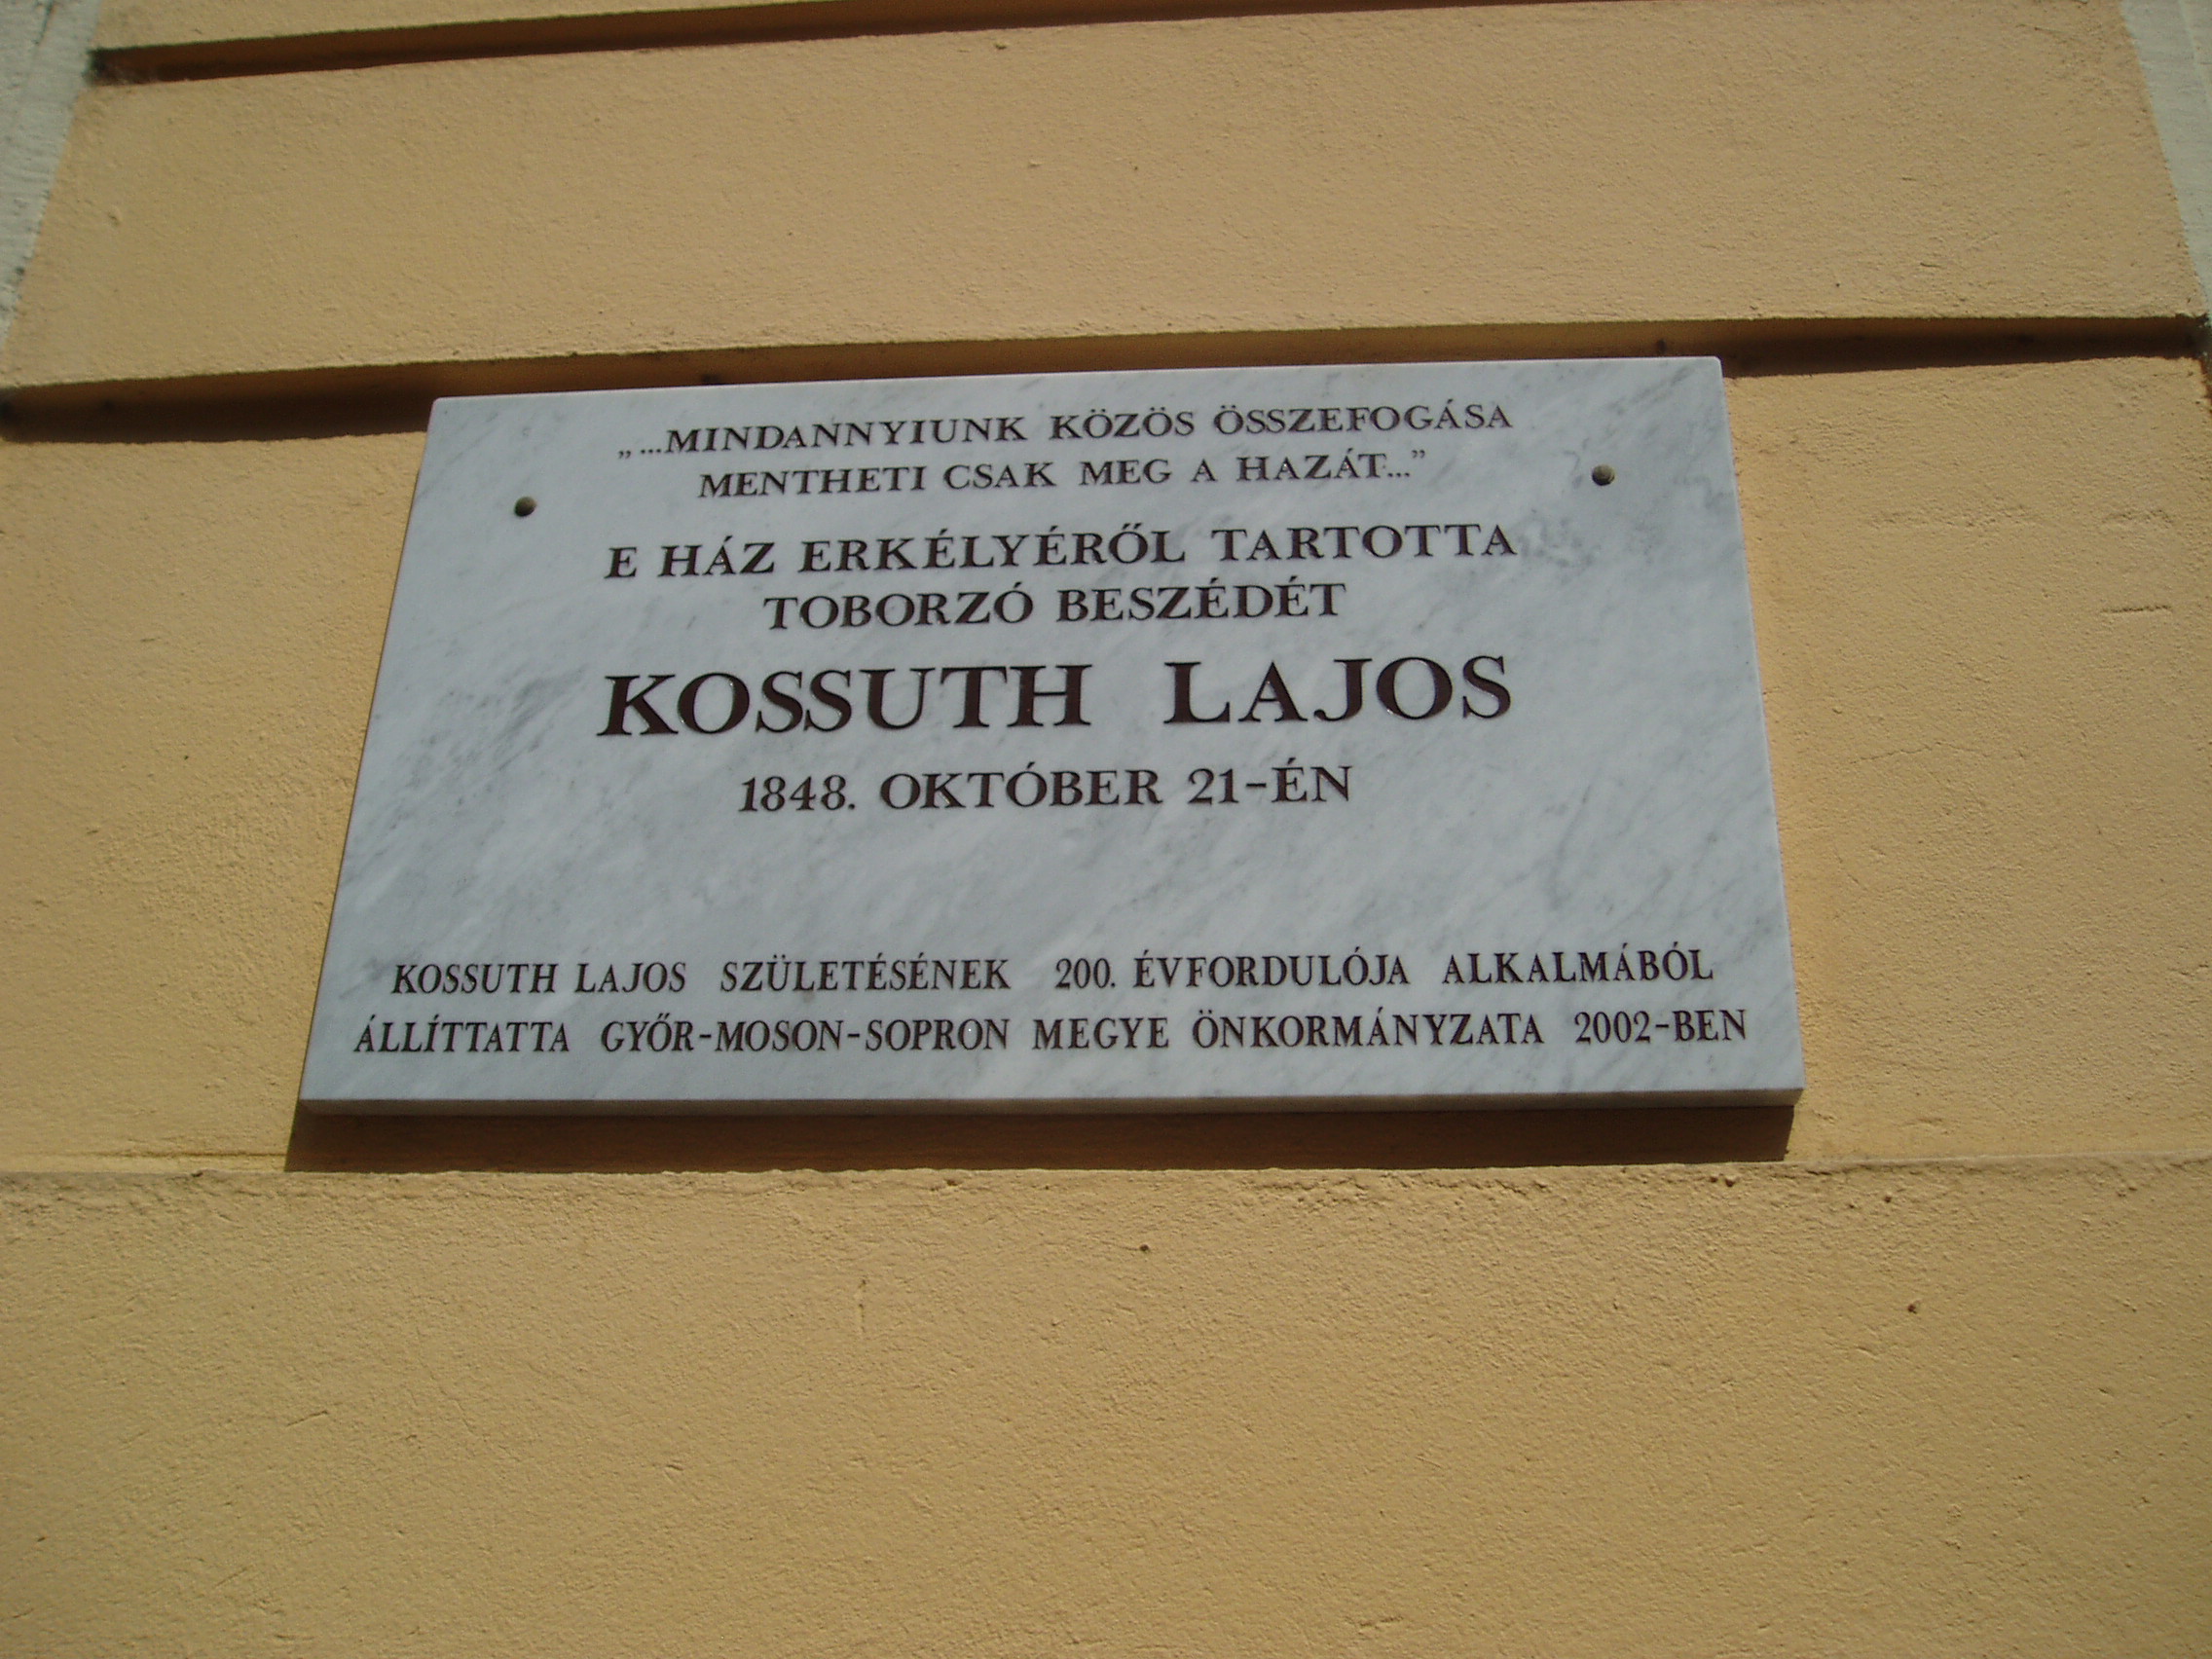 „...MINDANNYIUNK KÖZÖS ÖSSZEFOGÁSA
MENTHETI CSAK MEG A HAZÁT...”
E HÁZ ERKÉLYÉRŐL TARTOTTA
TOBORZÓ BESZÉDÉT
KOSSUTH LAJOS
1848. OKTÓBER 21-ÉN
KOSSUTH LAJOS SZÜLETÉSÉNEK 200. ÉVFORDULÓJA ALKALMÁBÓL
ÁLLÍTTATTA GYŐR-MOSON-SOPRON MEGYE ÖNKORMÁNYZATA 2002-BEN